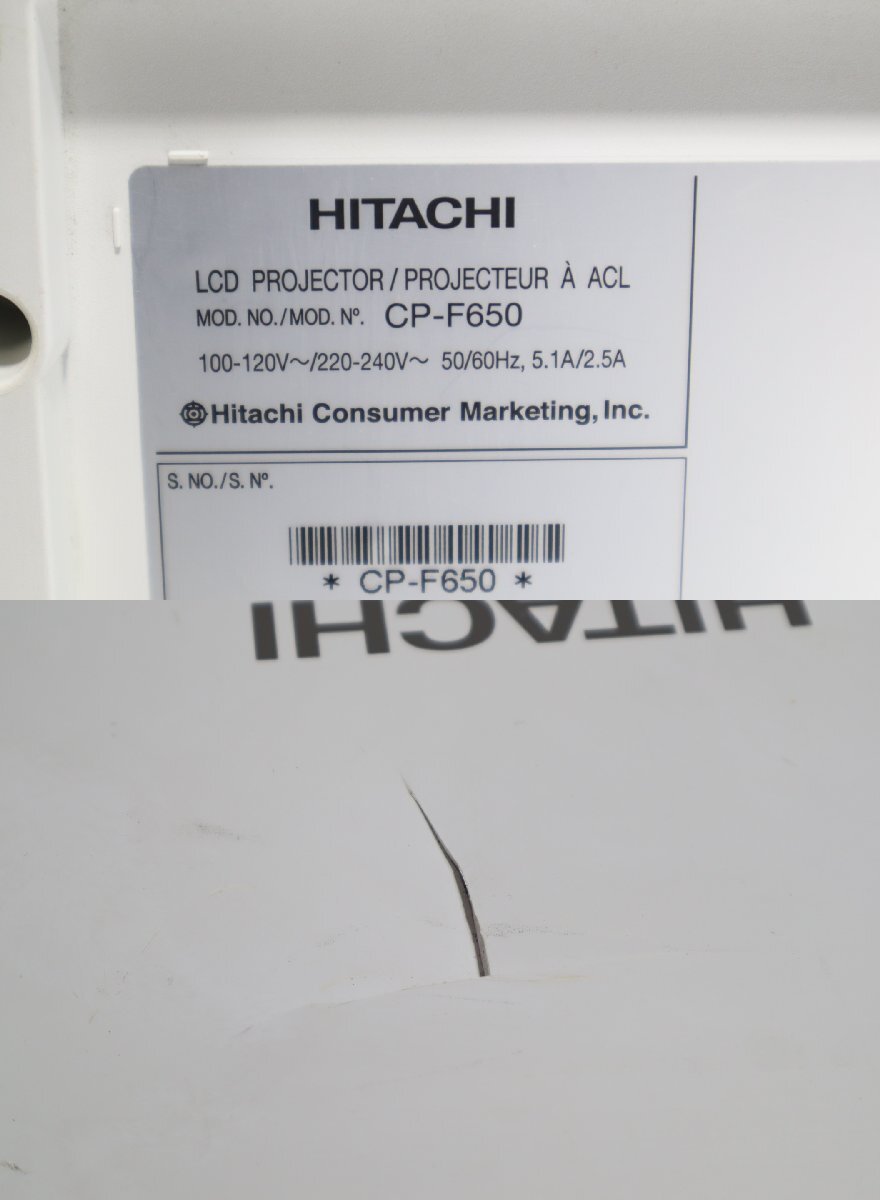 HITACHI
LCD PROJECTOR / PROJECTEUR À ACL
MOD. NO./MOD. Nº. CP-F650
100-120V～/220-240V～ 50/60Hz, 5.1A/2.5A
Hitachi Consumer Marketing, Inc.
S. NO./S. Nº.
* CP-F650 *
HITACHI